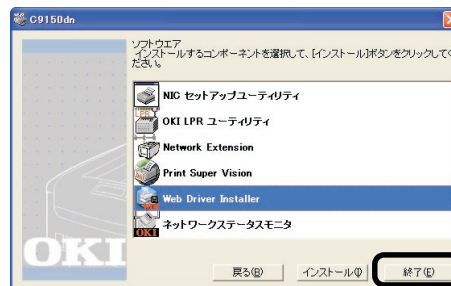 C9150dn
ソフトウエア
インストールするコンポーネントを選択して、[インストール]ボタンをクリックしてく
ださい。
NIC セットアップユーティリティ
OKI LPR ユーティリティ
Network Extension
Print Super Vision
Web Driver Installer
ネットワークステータスモニタ
OKI
戻る(B)
インストール(I)
終了(E)